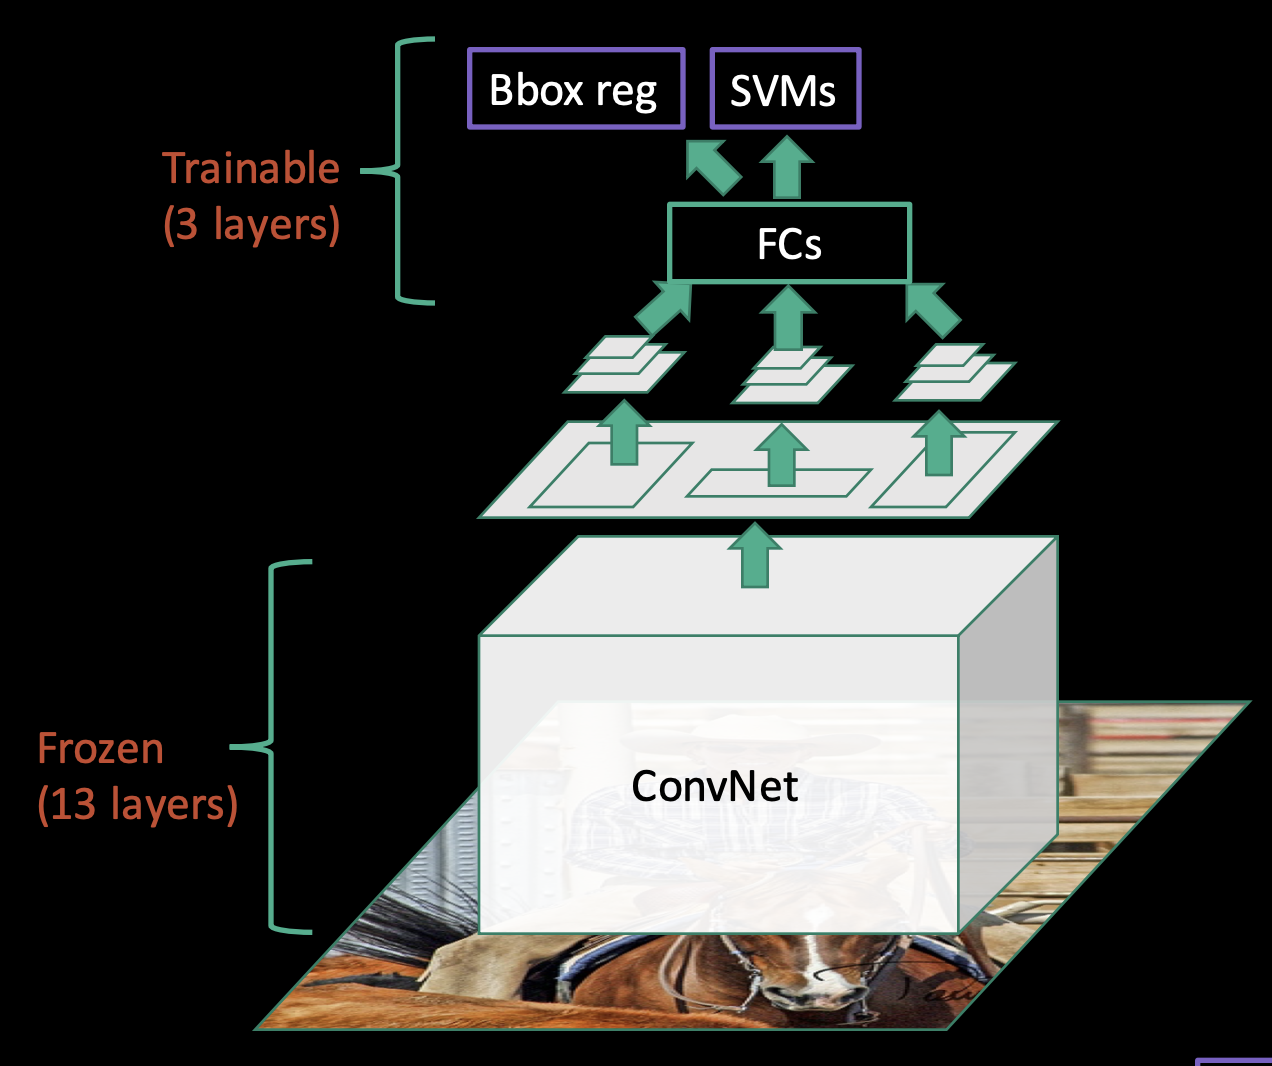 Bbox reg
SVMs
Trainable
(3 layers)
FCs
Frozen
(13 layers)
ConvNet